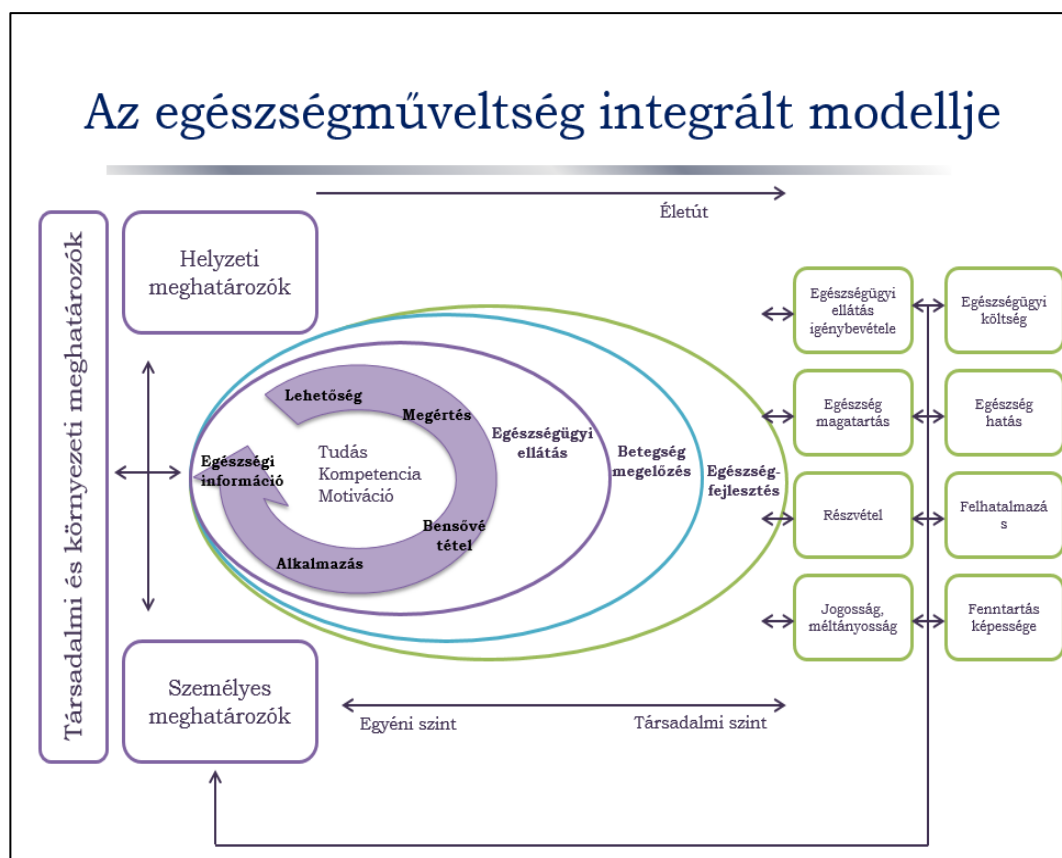 Az egészségműveltség integrált modellje
Életút
Társadalmi és környezeti meghatározók
Helyzeti
meghatározók
Lehetőség
Megértés
Egészségi
információ
Tudás
Kompetencia
Motiváció
Bensővé
tétel
Alkalmazás
Egészségügyi
ellátás
Betegség
megelőzés
Egészség-
fejlesztés
Egészségügyi
ellátás
igénybevétele
Egészségügyi
költség
Egészség
magatartás
Egészség
hatás
Részvétel
Felhatalmazá
s
Jogosság,
méltányosság
Fenntartás
képessége
Személyes
meghatározók
Egyéni szint
Társadalmi szint